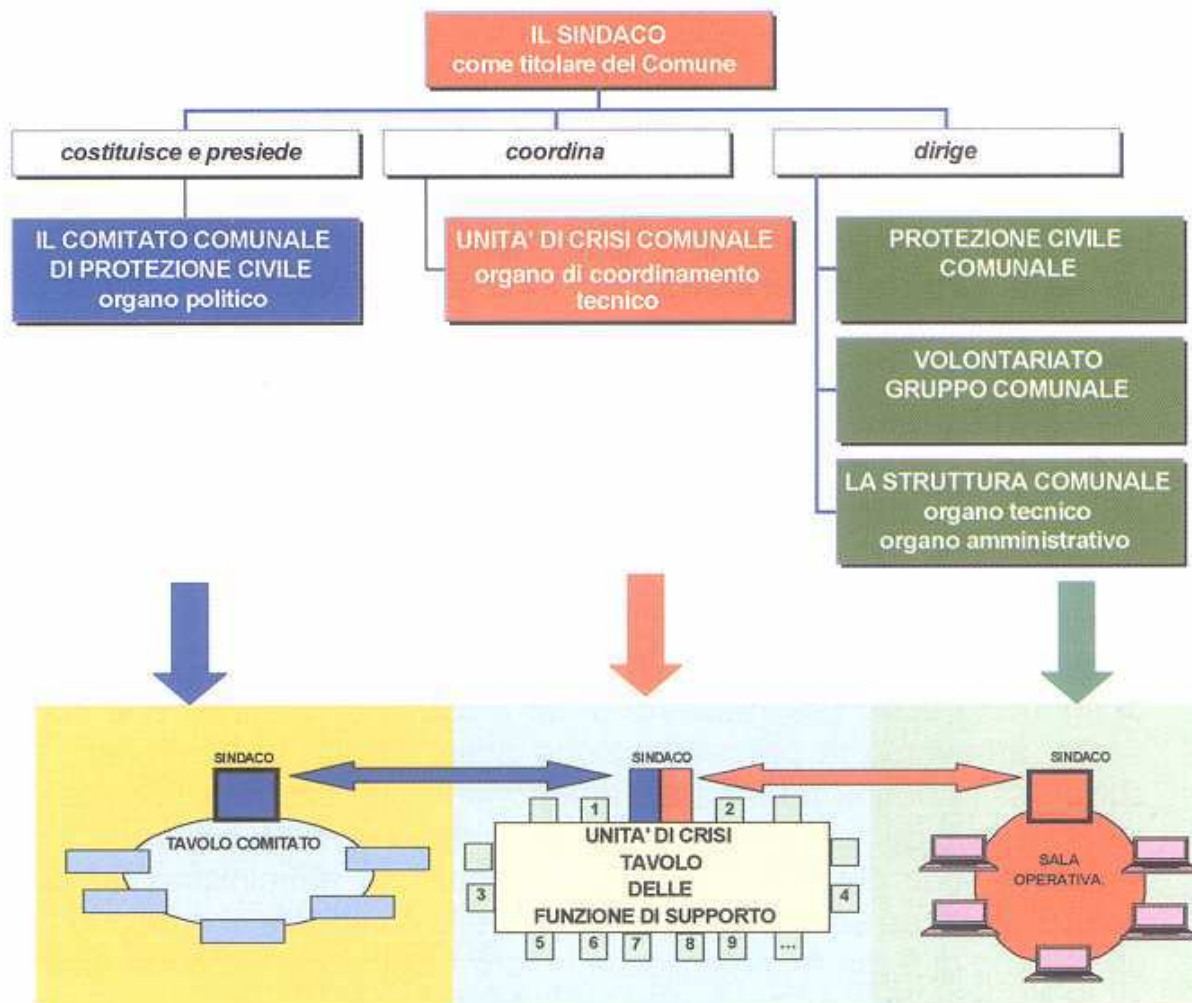 IL SINDACO
come titolare del Comune
costituisce e presiede
coordina
dirige
IL COMITATO COMUNALE
DI PROTEZIONE CIVILE
organo politico
UNITA' DI CRISI COMUNALE
organo di coordinamento
tecnico
PROTEZIONE CIVILE
COMUNALE
VOLONTARIATO
GRUPPO COMUNALE
LA STRUTTURA COMUNALE
organo tecnico
organo amministrativo
SINDACO
TAVOLO COMITATO
SINDACO
1
2
3
4
UNITA' DI CRISI
TAVOLO
DELLE
FUNZIONE DI SUPPORTO
5
6
7
8
9
...
SINDACO
SALA
OPERATIVA